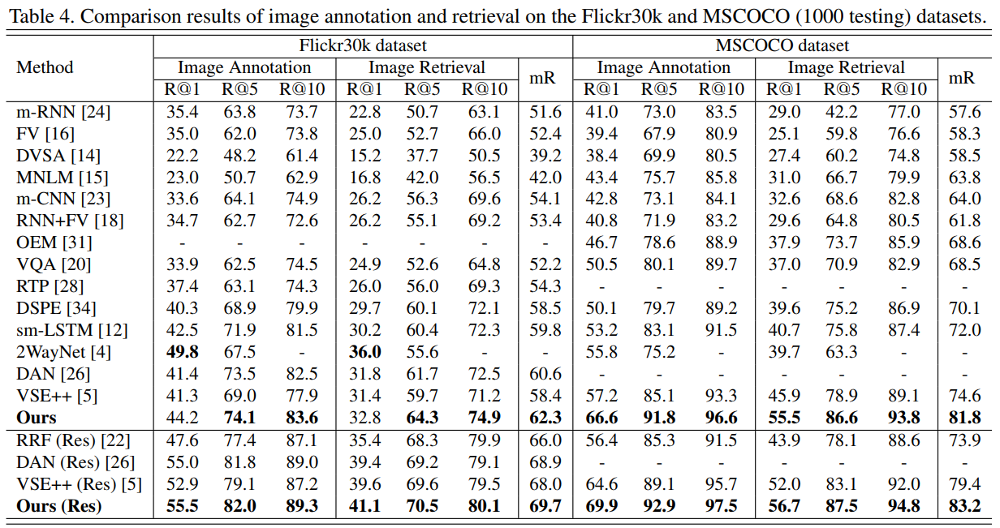 Table 4. Comparison results of image annotation and retrieval on the Flickr30k and MSCOCO (1000 testing) datasets.
Method Flickr30k dataset MSCOCO dataset
Image Annotation Image Retrieval mR Image Annotation Image Retrieval mR
R@1 R@5 R@10 R@1 R@5 R@10 R@1 R@5 R@10 R@1 R@5 R@10
m-RNN [24] 35.4 63.8 73.7 22.8 50.7 63.1 51.6 41.0 73.0 83.5 29.0 42.2 77.0 57.6
FV [16] 35.0 62.0 73.8 25.0 52.7 66.0 52.4 39.4 67.9 80.9 25.1 59.8 76.6 58.3
DVSA [14] 22.2 48.2 61.4 15.2 37.7 50.5 39.2 38.4 69.9 80.5 27.4 60.2 74.8 58.5
MNLM [15] 23.0 50.7 62.9 16.8 42.0 56.5 42.0 43.4 75.7 85.8 31.0 66.7 79.9 63.8
m-CNN [23] 33.6 64.1 74.9 26.2 56.3 69.6 54.1 42.8 73.1 84.1 32.6 68.6 82.8 64.0
RNN+FV [18] 34.7 62.7 72.6 26.2 55.1 69.2 53.4 40.8 71.9 83.2 29.6 64.8 80.5 61.8
OEM [31] - - - - - - - 46.7 78.6 88.9 37.9 73.7 85.9 68.6
VQA [20] 33.9 62.5 74.5 24.9 52.6 64.8 52.2 50.5 80.1 89.7 37.0 70.9 82.9 68.5
RTP [28] 37.4 63.1 74.3 26.0 56.0 69.3 54.3 - - - - - - -
DSPE [34] 40.3 68.9 79.9 29.7 60.1 72.1 58.5 50.1 79.7 89.2 39.6 75.2 86.9 70.1
sm-LSTM [12] 42.5 71.9 81.5 30.2 60.4 72.3 59.8 53.2 83.1 91.5 40.7 75.8 87.4 72.0
2WayNet [4] 49.8 67.5 - 36.0 55.6 - - 55.8 75.2 - 39.7 63.3 - -
DAN [26] 41.4 73.5 82.5 31.8 61.7 72.5 60.6 - - - - - - -
VSE++ [5] 41.3 69.0 77.9 31.4 59.7 71.2 58.4 57.2 85.1 93.3 45.9 78.9 89.1 74.6
Ours 44.2 74.1 83.6 32.8 64.3 74.9 62.3 66.6 91.8 96.6 55.5 86.6 93.8 81.8
RRF (Res) [22] 47.6 77.4 87.1 35.4 68.3 79.9 66.0 56.4 85.3 91.5 43.9 78.1 88.6 73.9
DAN (Res) [26] 55.0 81.8 89.0 39.4 69.2 79.1 68.9 - - - - - - -
VSE++ (Res) [5] 52.9 79.1 87.2 39.6 69.6 79.5 68.0 64.6 89.1 95.7 52.0 83.1 92.0 79.4
Ours (Res) 55.5 82.0 89.3 41.1 70.5 80.1 69.7 69.9 92.9 97.5 56.7 87.5 94.8 83.2